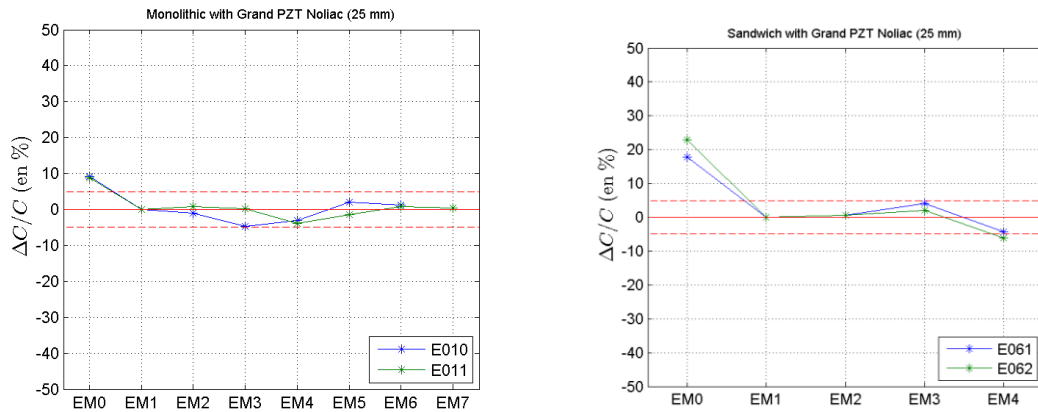 Monolithic with Grand PZT Noliac (25 mm)
50
40
30
20
10
0
-10
-20
-30
-40
-50
ΔC/C (en %)
EM0 EM1 EM2 EM3 EM4 EM5 EM6 EM7
E010
E011
Sandwich with Grand PZT Noliac (25 mm)
50
40
30
20
10
0
-10
-20
-30
-40
-50
ΔC/C (en %)
EM0 EM1 EM2 EM3 EM4
E061
E062